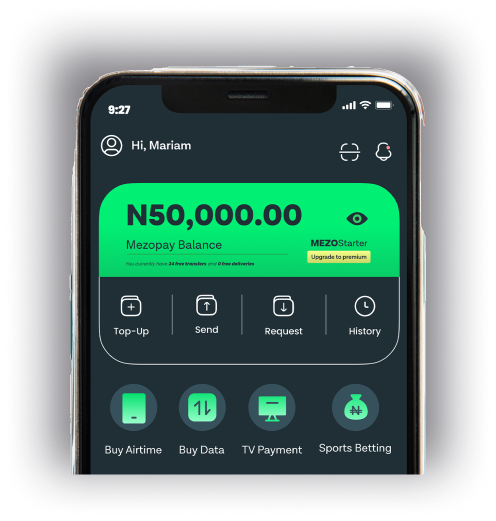 9:27
Hi, Mariam
N50,000.00
Mezopay Balance
MEZOStarter
Upgrade to premium
You currently have 34 free transfers and 0 free deliveries
Top-Up
Send
Request
History
Buy Airtime
Buy Data
TV Payment
Sports Betting
₦